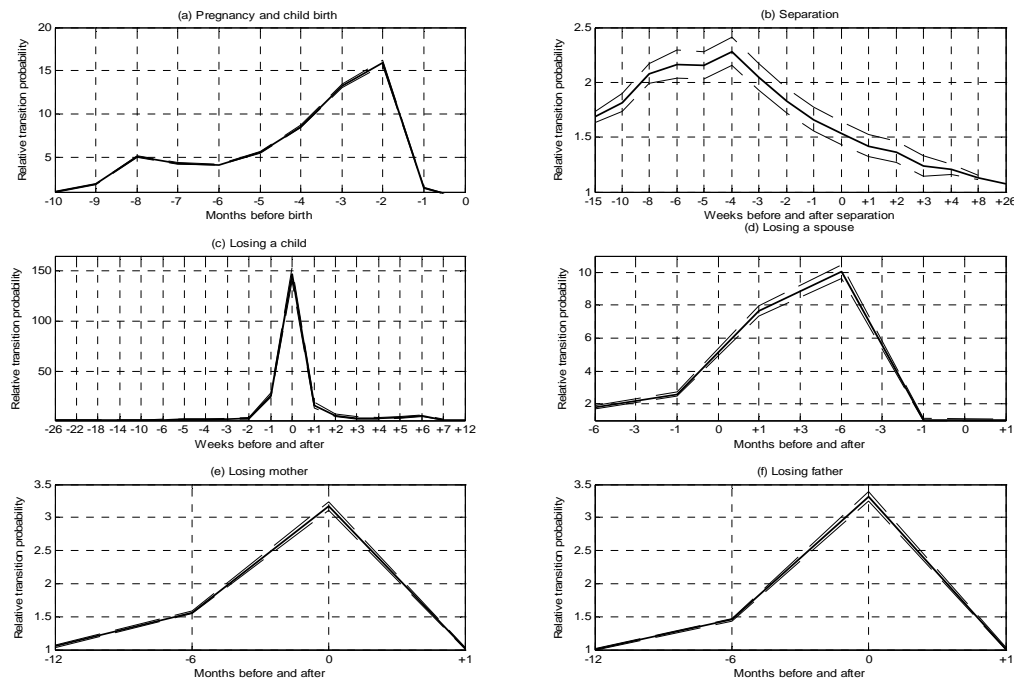 (a) Pregnancy and child birth
Relative transition probability
20
15
10
5
-10 -9 -8 -7 -6 -5 -4 -3 -2 -1 0
Months before birth
(b) Separation
Relative transition probability
2.5
2
1.5
1
-15 -10 -8 -6 -5 -4 -3 -2 -1 0 +1 +2 +3 +4 +8 +26
Weeks before and after separation
(c) Losing a child
Relative transition probability
150
100
50
-26 -22 -18 -14 -10 -6 -5 -4 -3 -2 -1 0 +1 +2 +3 +4 +5 +6 +7 +12
Weeks before and after
(d) Losing a spouse
Relative transition probability
10
8
6
4
2
-6 -3 -1 0 +1 -3 -6 -3 -1 0 +1
Months before and after
(e) Losing mother
Relative transition probability
3.5
3
2.5
2
1.5
1
-12 -6 0 +1
Months before and after
(f) Losing father
Relative transition probability
3.5
3
2.5
2
1.5
1
-12 -6 0 +1
Months before and after